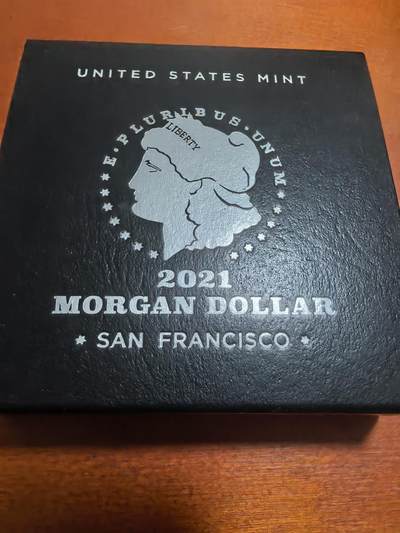 UNITED STATES MINT
E·PLURIBUS·UNUM
LIBERTY
2021
MORGAN DOLLAR
* SAN FRANCISCO *